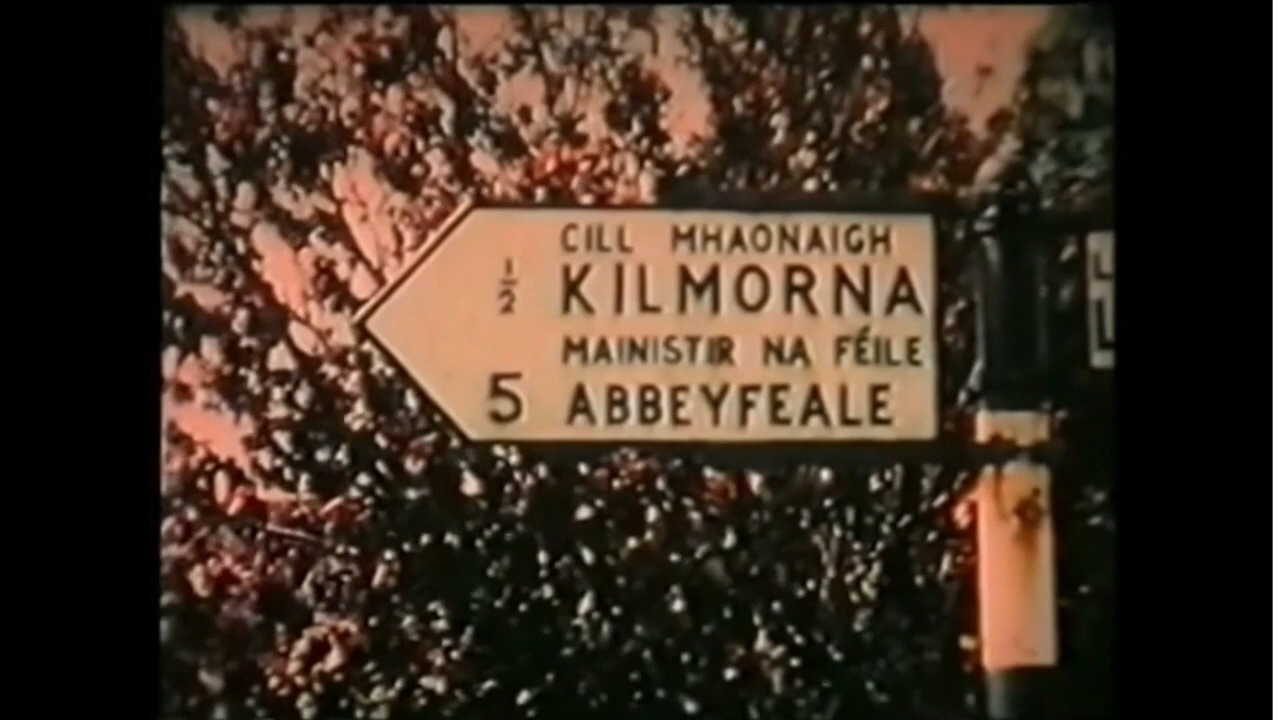 CILL MHAONAIGH
½ KILMORNA
MAINISTIR NA FÉILE
5 ABBEYFEALE